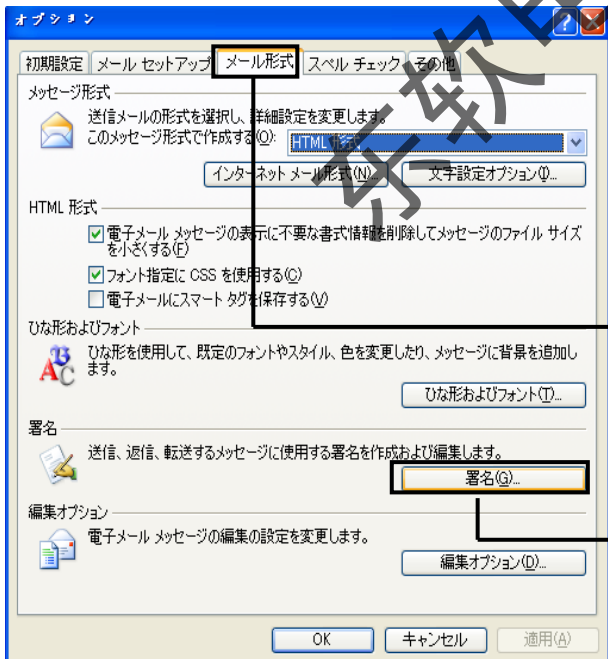 オプション
初期設定 メール セットアップ メール形式 スペル チェック その他
メッセージ形式
送信メールの形式を選択し、詳細設定を変更します。
このメッセージ形式で作成する(O): HTML 形式
インターネット メール形式(N)... 文字設定オプション(I)...
HTML 形式
電子メール メッセージの表示に不要な書式情報を削除してメッセージのファイル サイズ
を小さくする(F)
フォント指定に CSS を使用する(C)
電子メールにスマート タグを保存する(V)
ひな形およびフォント
ひな形を使用して、既定のフォントやスタイル、色を変更したり、メッセージに背景を追加し
ます。
ひな形およびフォント(T)...
署名
送信、返信、転送するメッセージに使用する署名を作成および編集します。
署名(G)...
編集オプション
電子メール メッセージの編集の設定を変更します。
編集オプション(D)...
OK キャンセル 適用(A)
东软